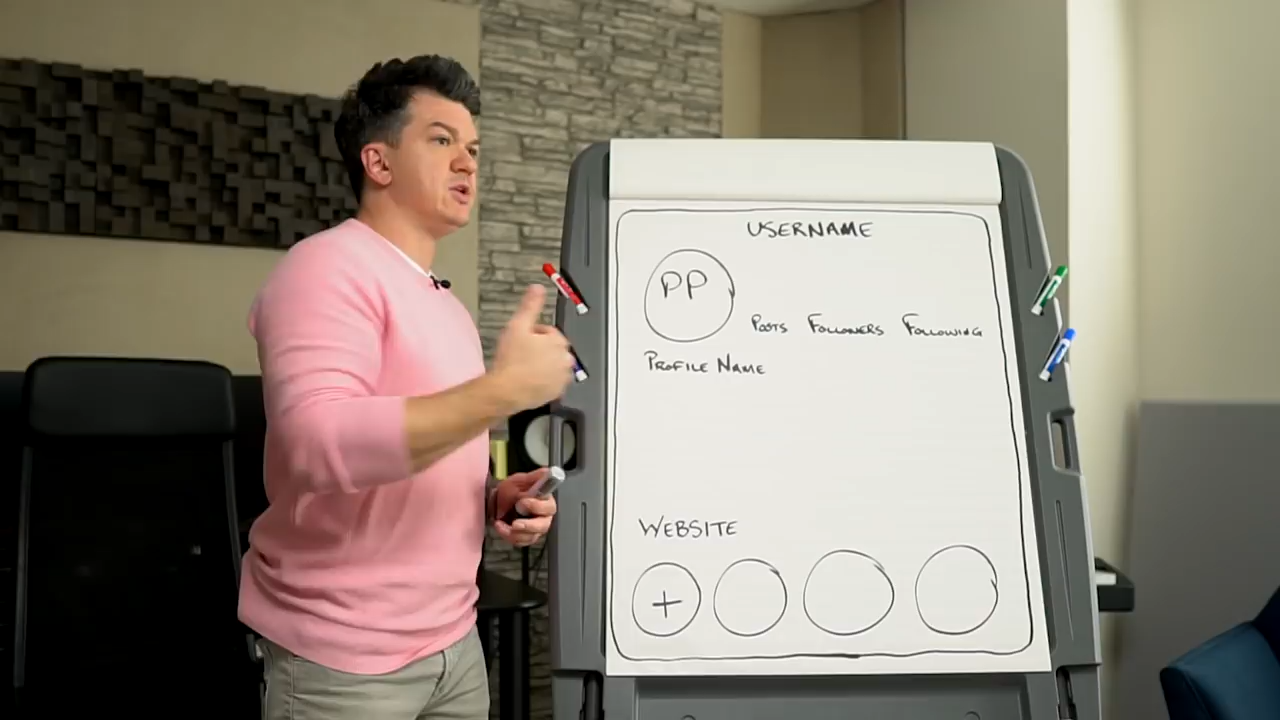 USERNAME
PP
POSTS FOLLOWERS FOLLOWING
PROFILE NAME
WEBSITE
+